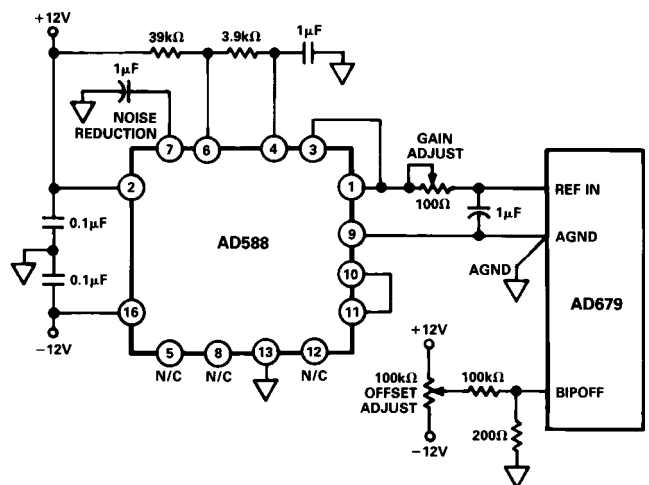 +12V
39kΩ
3.9kΩ
1μF
1μF
NOISE
REDUCTION
7
6
4
3
GAIN
ADJUST
2
1
100Ω
REF IN
1μF
0.1μF
AD588
9
AGND
AGND
0.1μF
10
11
AD679
16
−12V
5
8
13
12
N/C
N/C
N/C
+12V
100kΩ
OFFSET
ADJUST
100kΩ
BIPOFF
200Ω
−12V